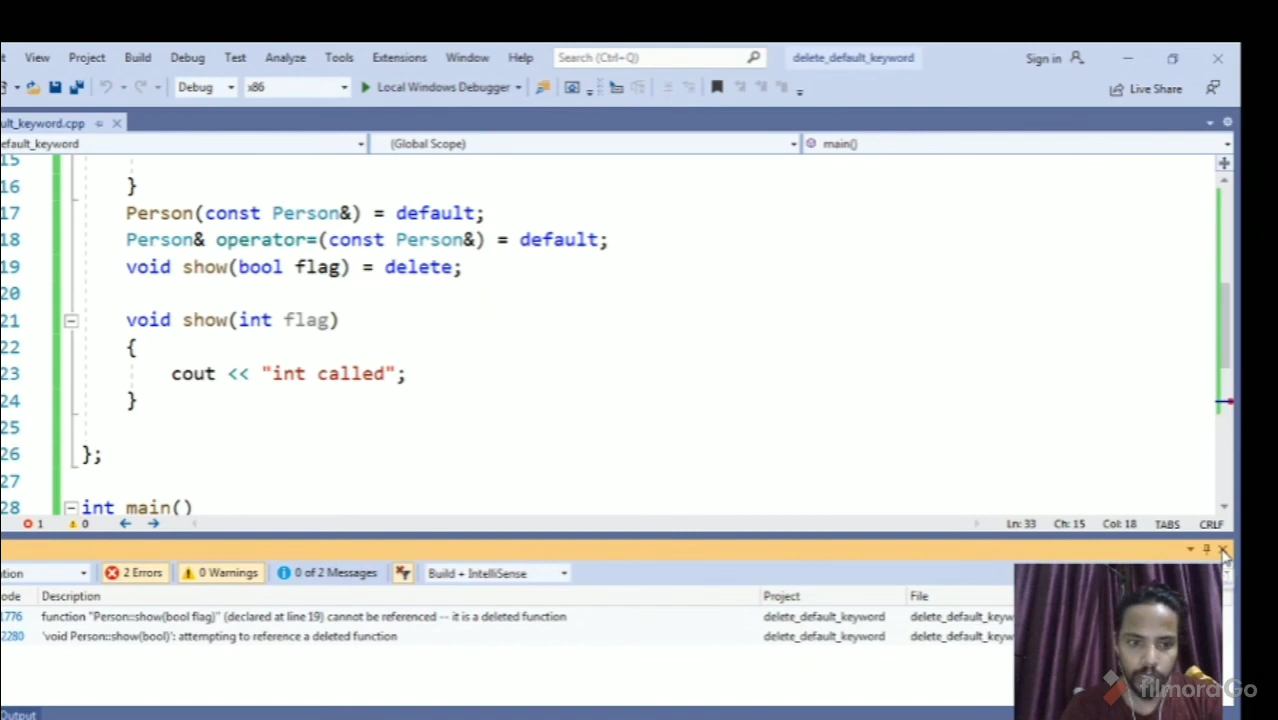 View Project Build Debug Test Analyze Tools Extensions Window Help Search (Ctrl+Q) delete_default_keyword Sign in
Debug x86 Local Windows Debugger Live Share
ult_keyword.cpp
efault_keyword (Global Scope) main()
15
16 }
17 Person(const Person&) = default;
18 Person& operator=(const Person&) = default;
19 void show(bool flag) = delete;
20
21 void show(int flag)
22 {
23 cout << "int called";
24 }
25
26 };
27
28 int main()
1 0 Ln: 33 Ch: 15 Col: 18 TABS CRLF
tion 2 Errors 0 Warnings 0 of 2 Messages Build + IntelliSense
ode Description Project File
1776 function "Person::show(bool flag)" (declared at line 19) cannot be referenced -- it is a deleted function delete_default_keyword delete_default_keyw
2280 'void Person::show(bool)': attempting to reference a deleted function delete_default_keyword delete_default_keyw
filmoraGo
Output